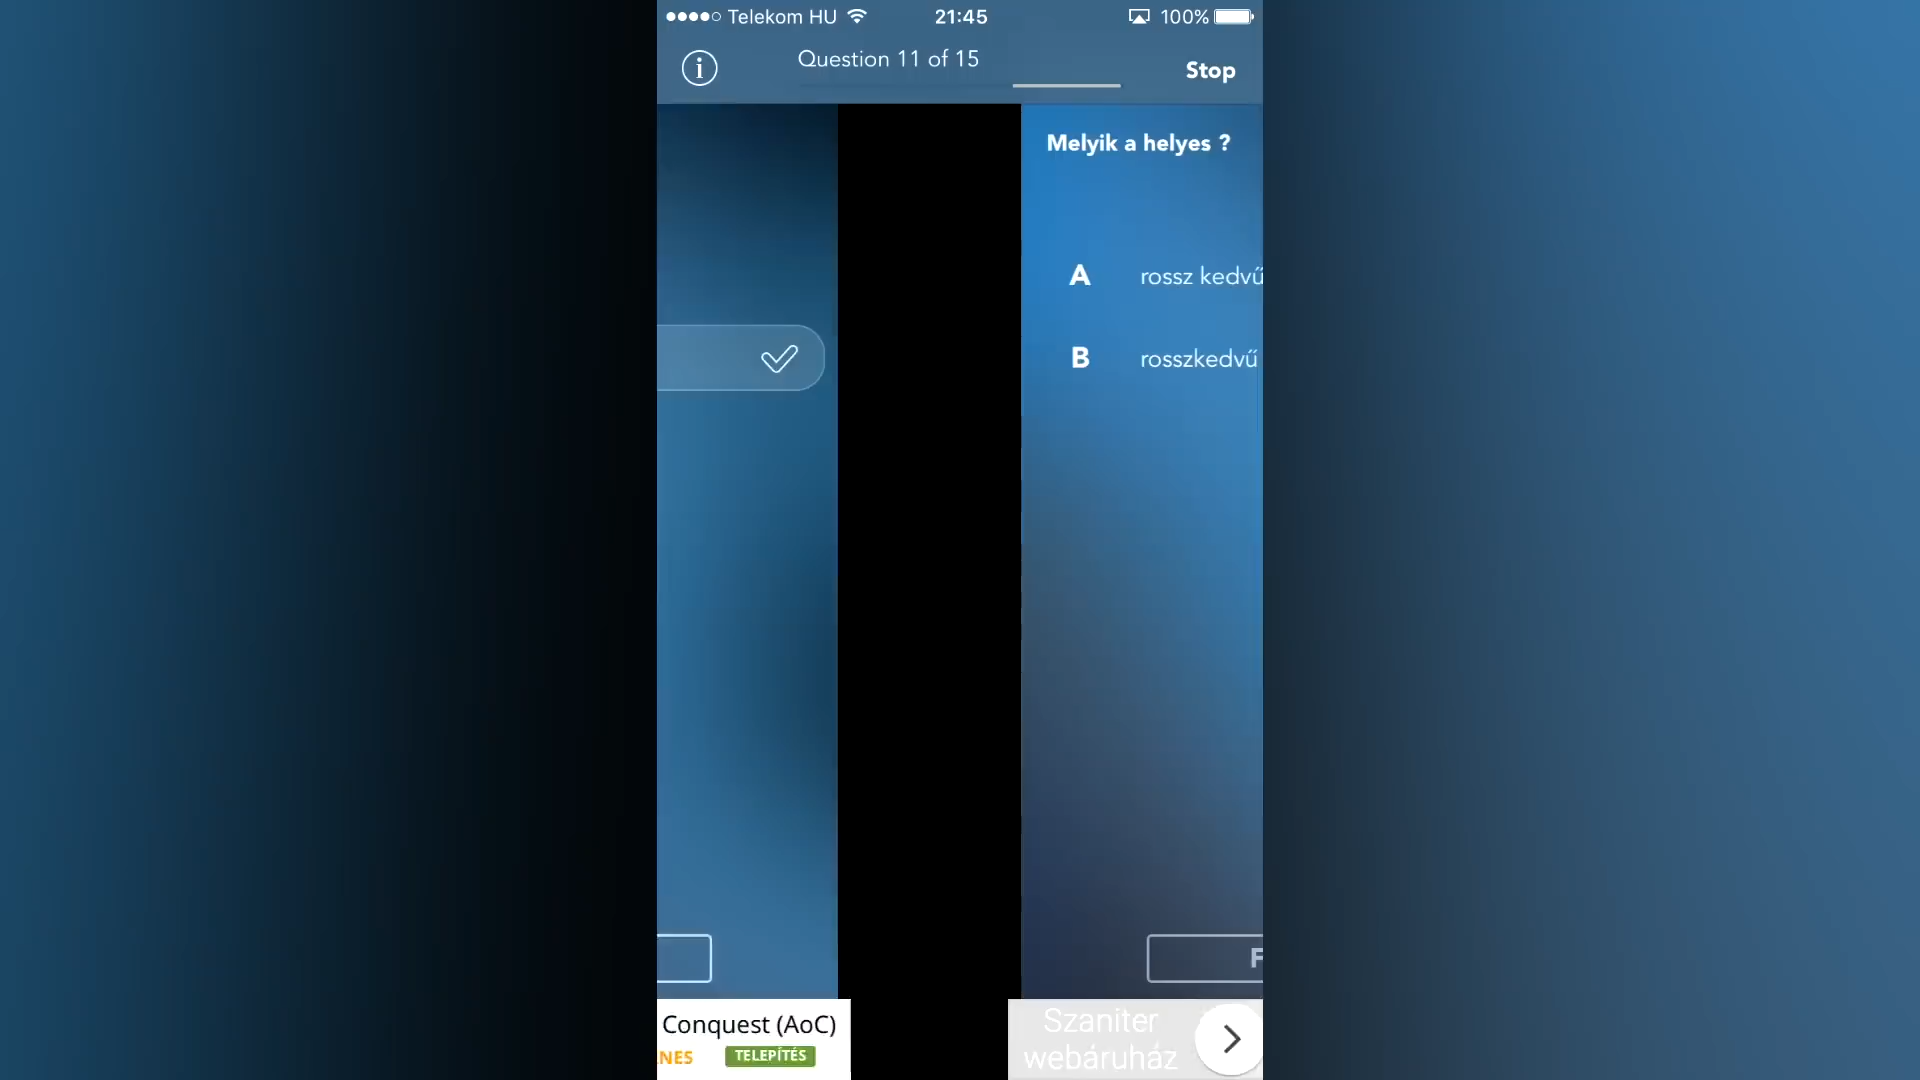 Telekom HU 21:45 100%
i Question 11 of 15 Stop
Melyik a helyes ?
A rossz kedvű
B rosszkedvű
F
Conquest (AoC)
NES TELEPÍTÉS
Szaniter
webáruház